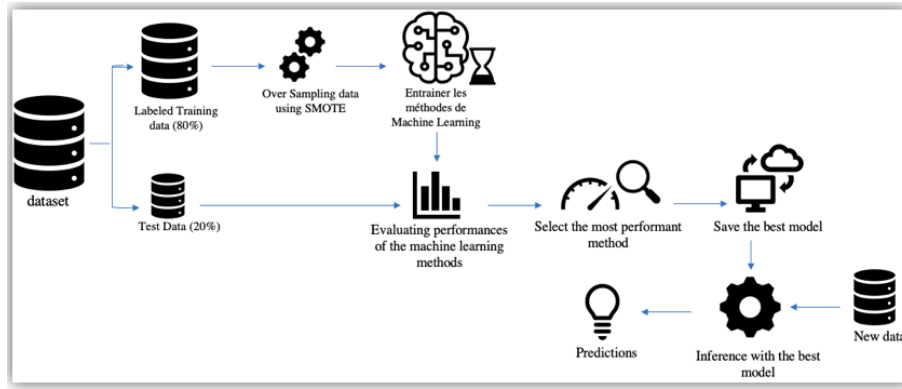 dataset
Labeled Training
data (80%)
Over Sampling data
using SMOTE
Entrainer les
méthodes de
Machine Learning
Test Data (20%)
Evaluating performances
of the machine learning
methods
Select the most performant
method
Save the best model
Predictions
Inference with the best
model
New data